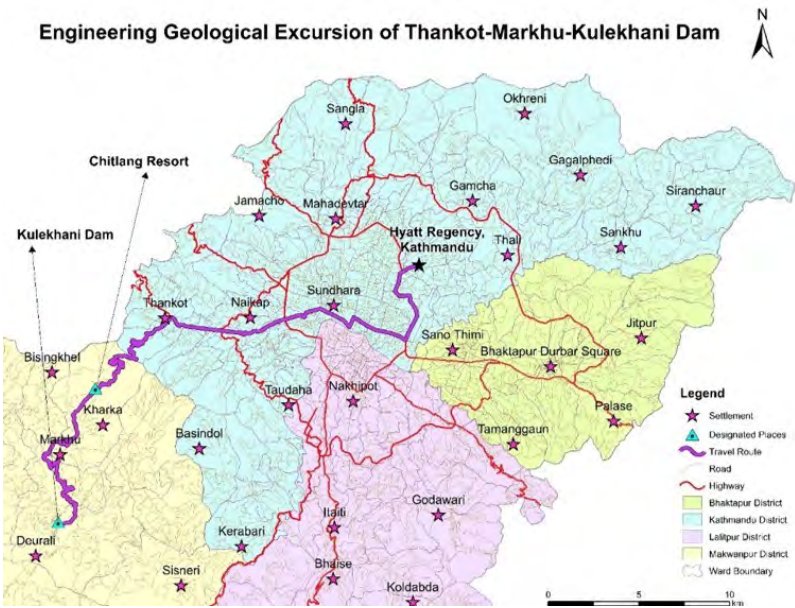 Engineering Geological Excursion of Thankot-Markhu-Kulekhani Dam
N
Okhreni
Sangla
Chitlang Resort
Gagalphedi
Gamcha
Siranchaur
Jamacho
Mahadevtar
Kulekhani Dam
Hyatt Regency,
Kathmandu
Thali
Sankhu
Thankot
Naikap
Sundhara
Sano Thimi
Jitpur
Bisingkhel
Bhaktapur Durbar Square
Taudaha
Nakhipot
Kharka
Palase
Markhu
Basindol
Tamanggaun
Godawari
Itaiti
Kerabari
Deurali
Bhaise
Sisneri
Koldabda
Legend
Settlement
Designated Places
Travel Route
Road
Highway
Bhaktapur District
Kathmandu District
Lalitpur District
Makwanpur District
Ward Boundary
0 5 10
km